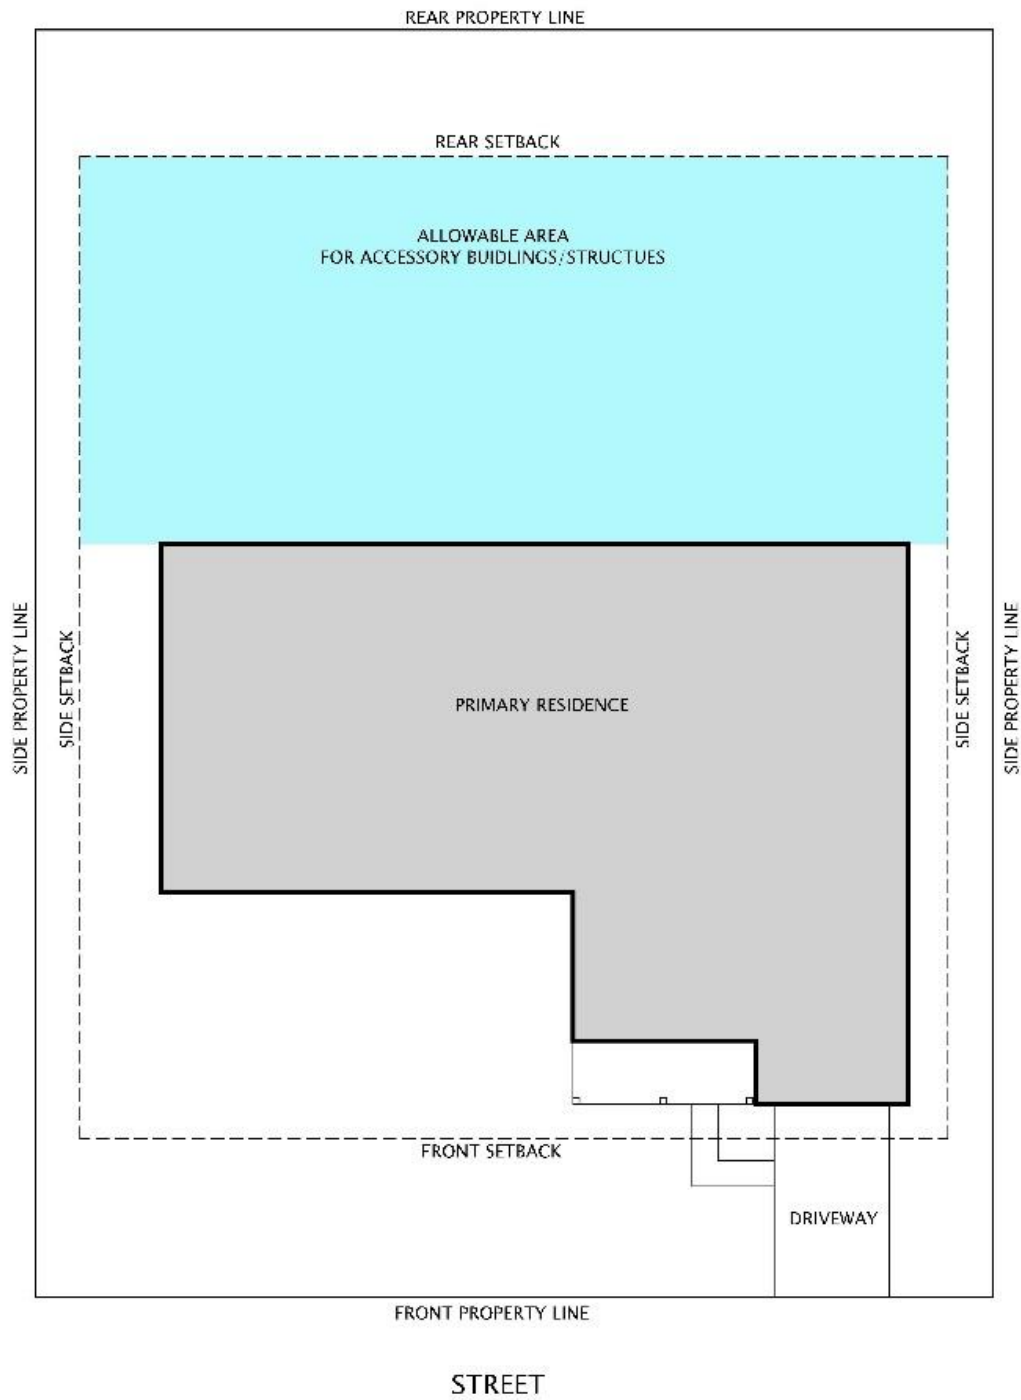 REAR PROPERTY LINE
REAR SETBACK
ALLOWABLE AREA
FOR ACCESSORY BUIDLINGS/STRUCTUES
SIDE PROPERTY LINE
SIDE SETBACK
PRIMARY RESIDENCE
SIDE SETBACK
SIDE PROPERTY LINE
FRONT SETBACK
DRIVEWAY
FRONT PROPERTY LINE
STREET